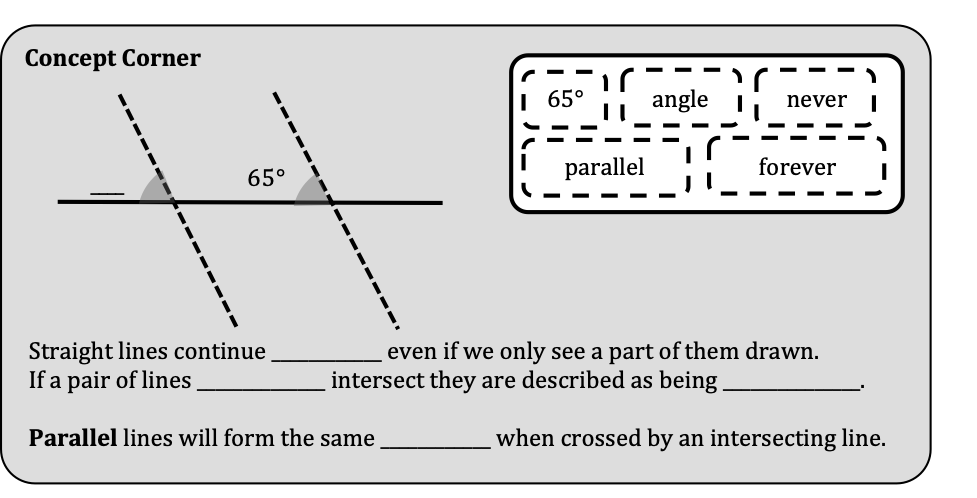 Concept Corner
65°
angle
never
parallel
forever
____ 65°
Straight lines continue __________ even if we only see a part of them drawn.
If a pair of lines ____________ intersect they are described as being _____________.
Parallel lines will form the same __________ when crossed by an intersecting line.